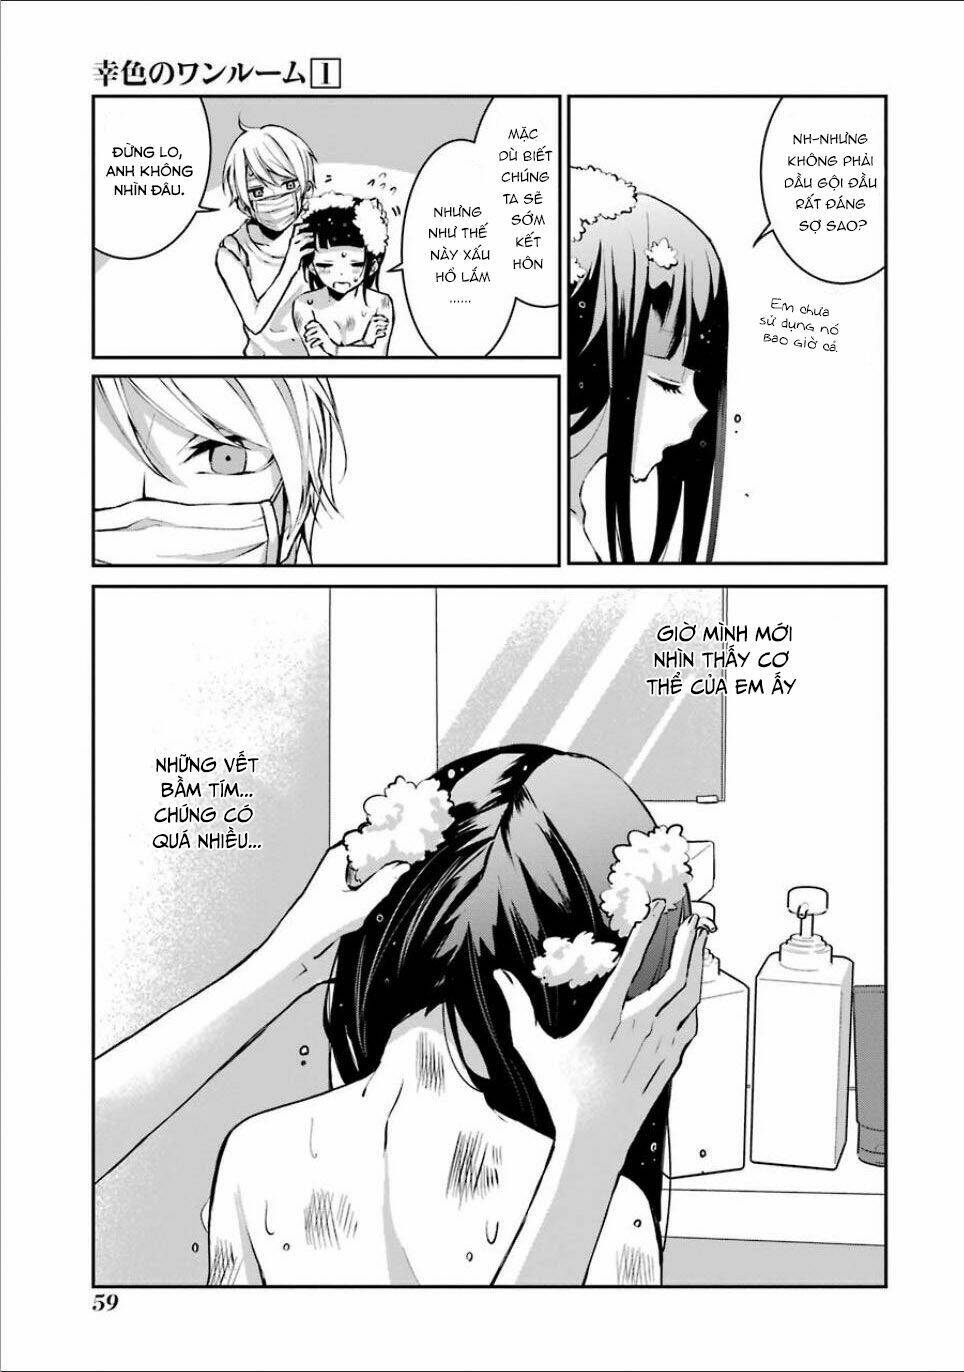 幸色のワンルーム 1
NH-NHƯNG
KHÔNG PHẢI
DẦU GỘI ĐẦU
RẤT ĐÁNG
SỢ SAO?
Em chưa
sử dụng nó
bao giờ cả.
MẶC
DÙ BIẾT
CHÚNG
TA SẼ
SỚM
KẾT
HÔN
NHƯNG
NHƯ THẾ
NÀY XẤU
HỔ LẮM
......
ĐỪNG LO,
ANH KHÔNG
NHÌN ĐÂU.
GIỜ MÌNH MỚI
NHÌN THẤY CƠ
THỂ CỦA EM ẤY
NHỮNG VẾT
BẦM TÍM...
CHÚNG CÓ
QUÁ NHIỀU...
59